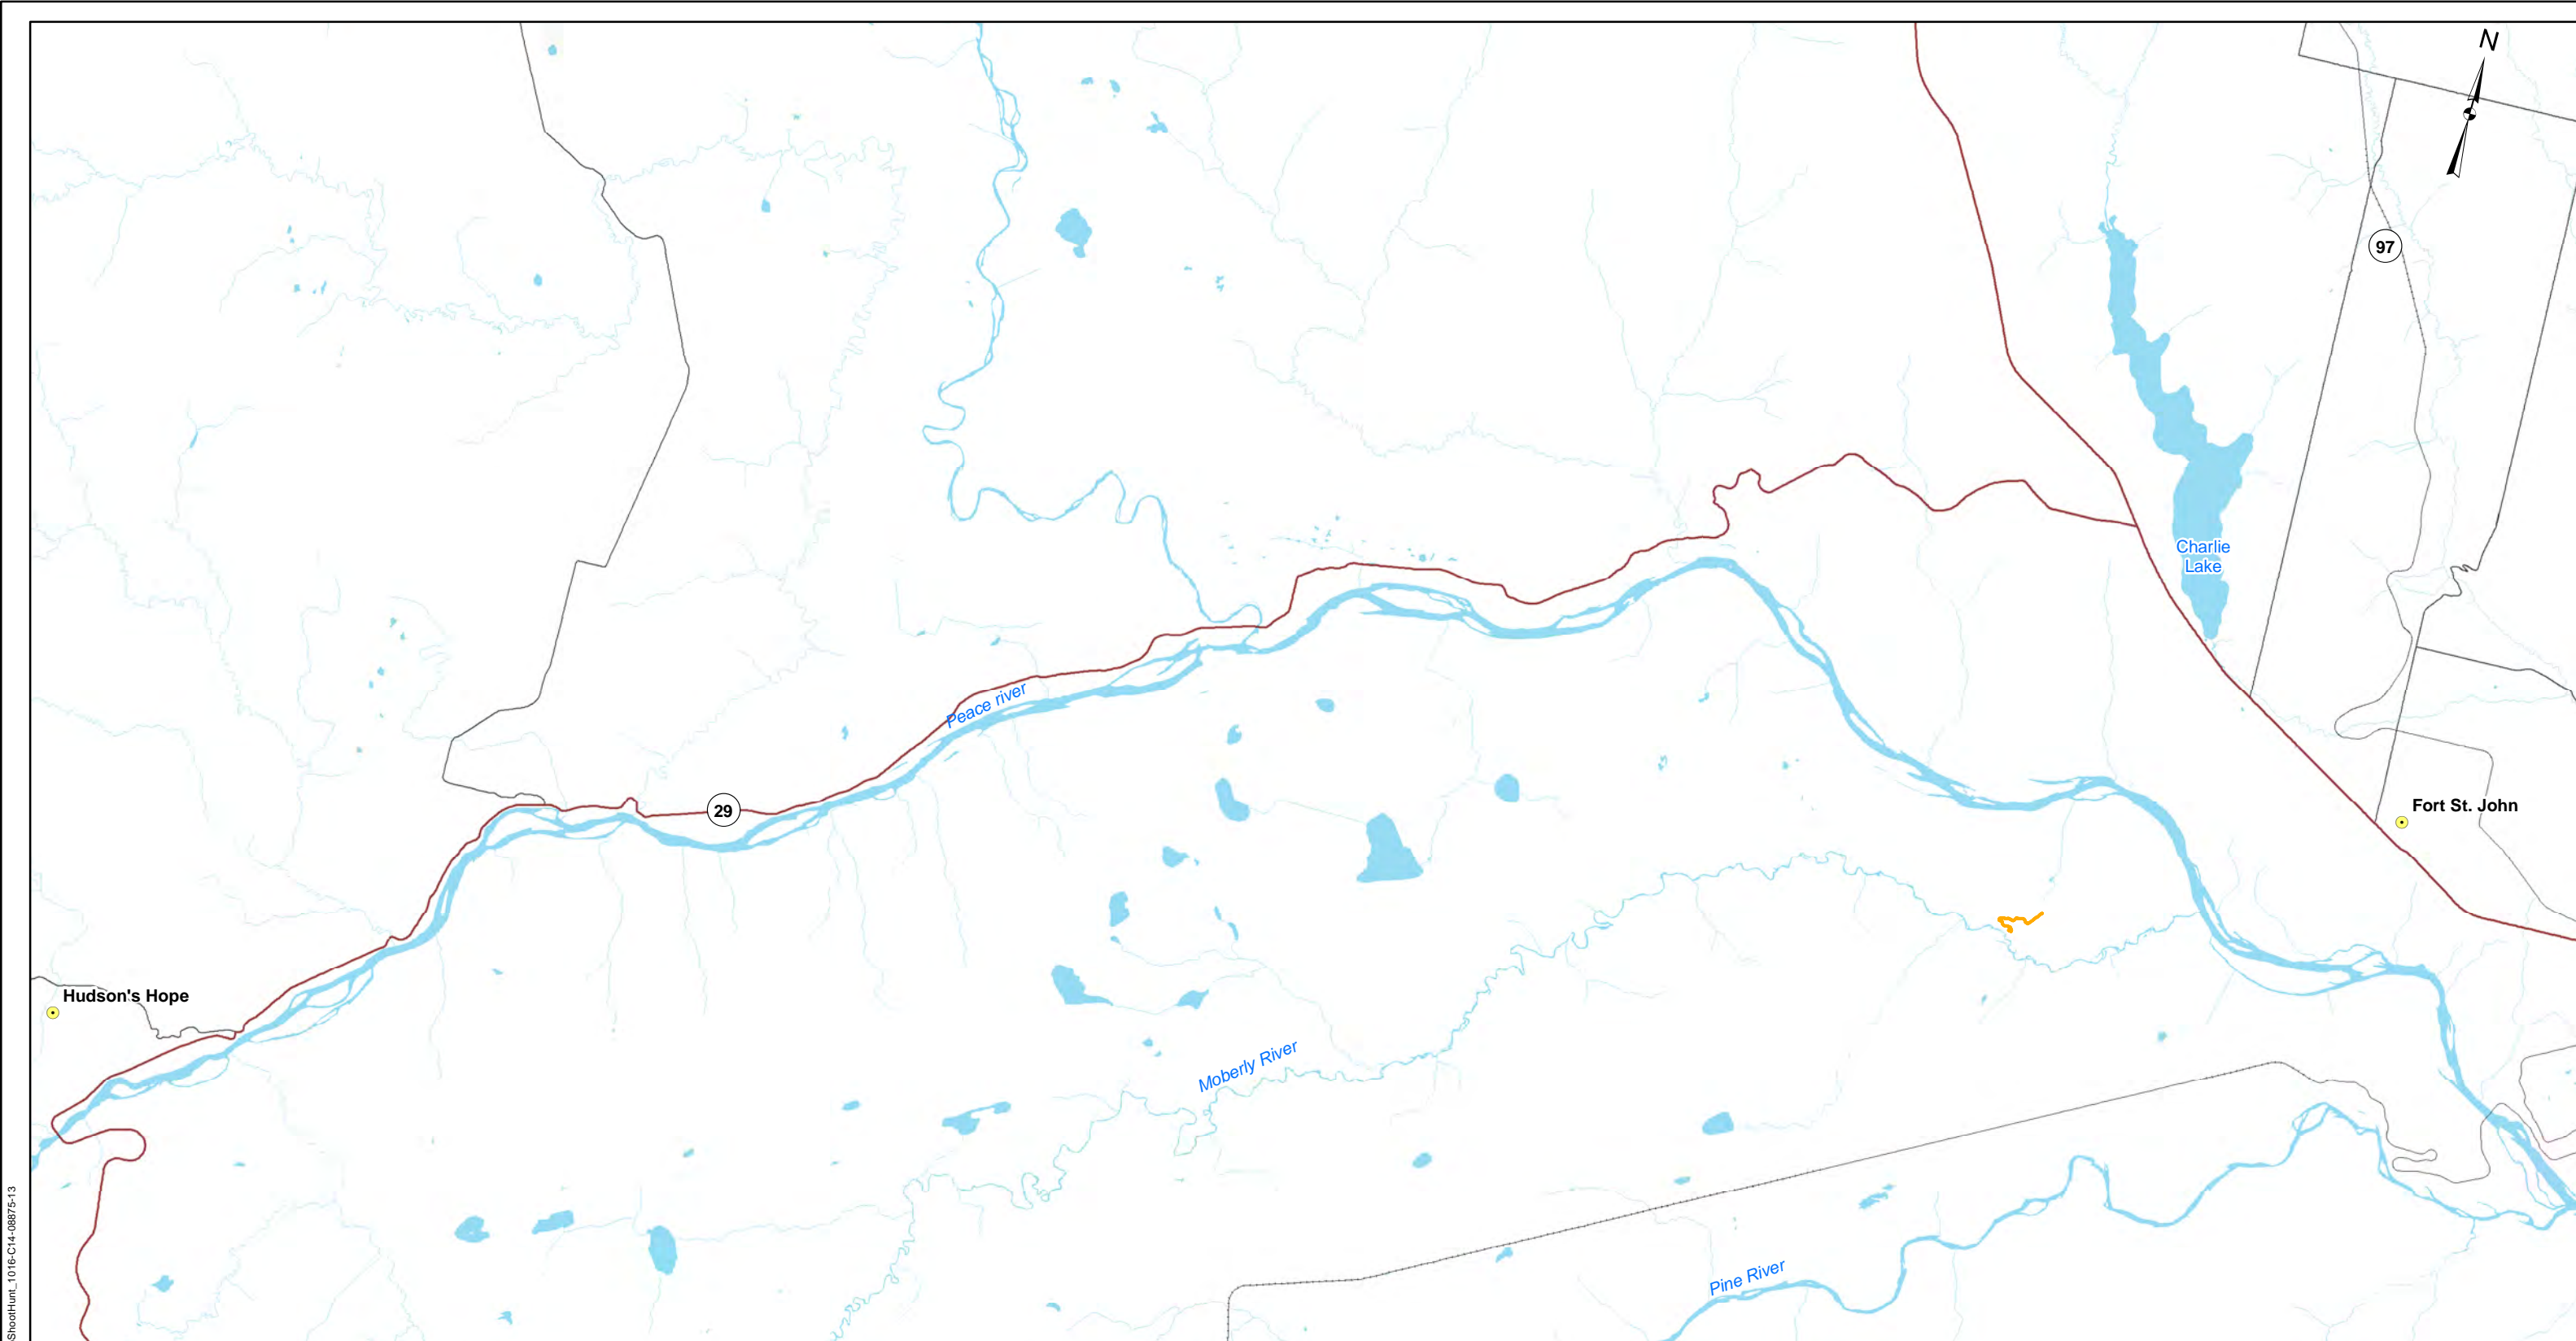 N
97
Charlie
Lake
Peace river
29
Fort St. John
Hudson's Hope
Moberly River
Pine River
ShootHunt_1016-C14-08875-13